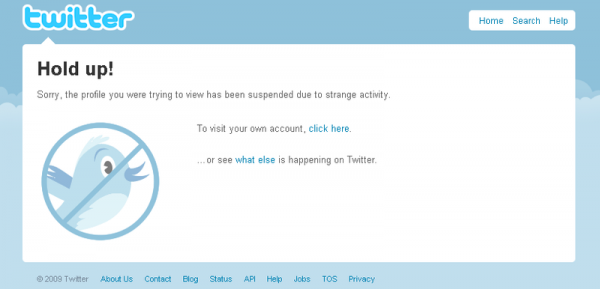 twitter
Home Search Help
Hold up!
Sorry, the profile you were trying to view has been suspended due to strange activity.
To visit your own account, click here.
...or see what else is happening on Twitter.
© 2009 Twitter About Us Contact Blog Status API Help Jobs TOS Privacy